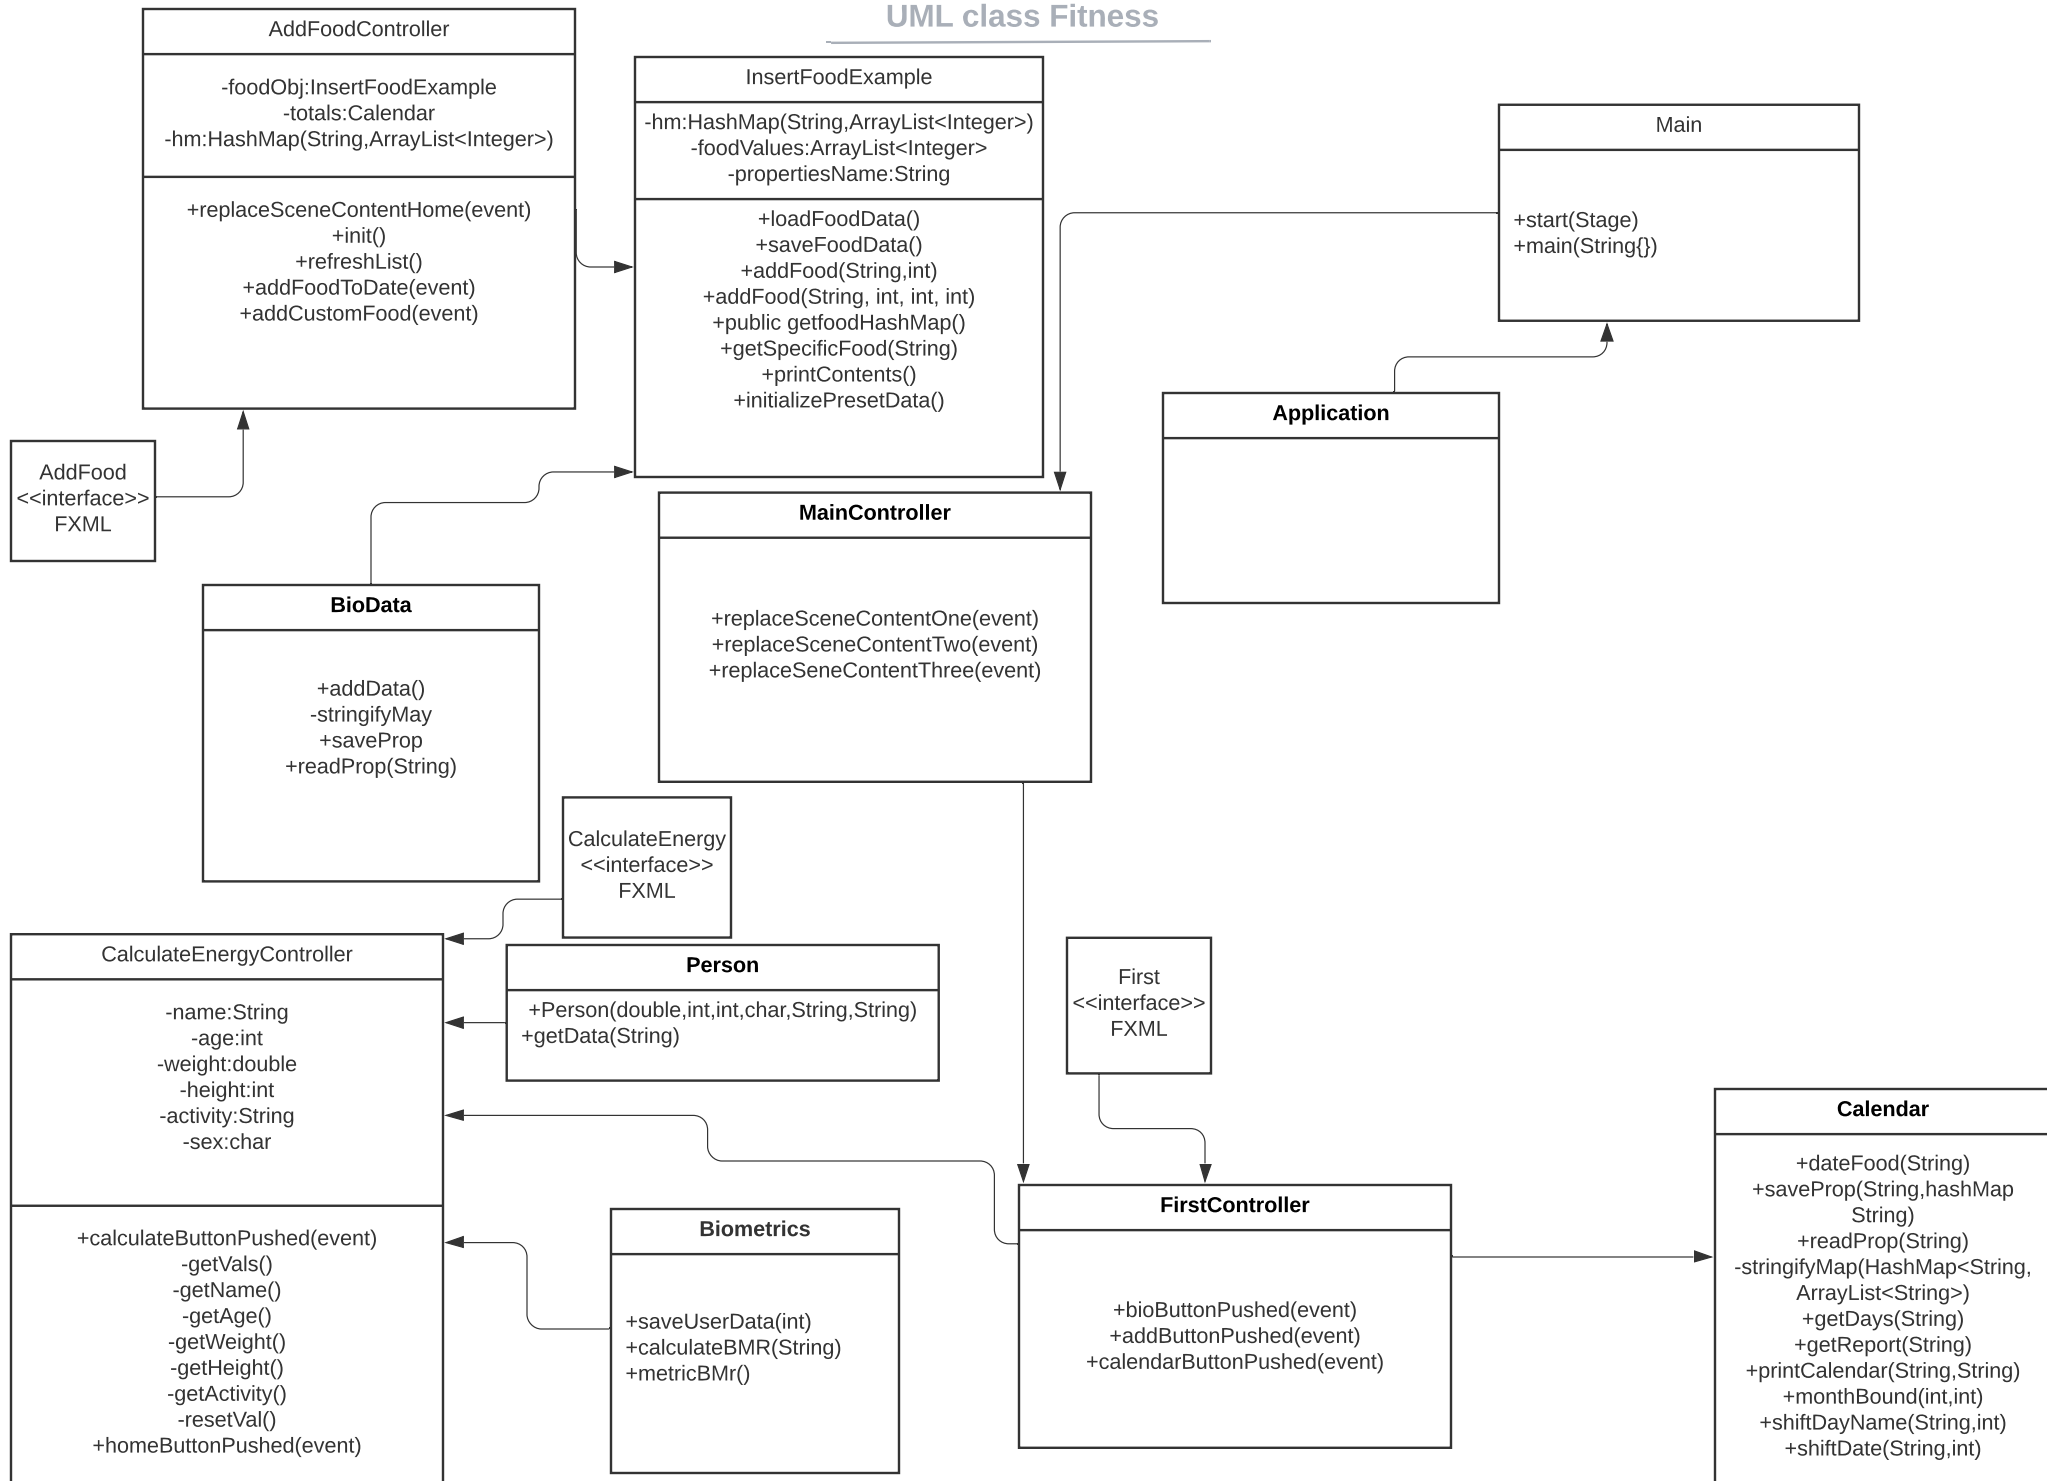 UML class Fitness
AddFoodController
-foodObj:InsertFoodExample
-totals:Calendar
-hm:HashMap(String,ArrayList<Integer>)
+replaceSceneContentHome(event)
+init()
+refreshList()
+addFoodToDate(event)
+addCustomFood(event)
InsertFoodExample
-hm:HashMap(String,ArrayList<Integer>)
-foodValues:ArrayList<Integer>
-propertiesName:String
+loadFoodData()
+saveFoodData()
+addFood(String,int)
+addFood(String, int, int, int)
+public getfoodHashMap()
+getSpecificFood(String)
+printContents()
+initializePresetData()
Main
+start(Stage)
+main(String{})
Application
AddFood
<<interface>>
FXML
MainController
+replaceSceneContentOne(event)
+replaceSceneContentTwo(event)
+replaceSeneContentThree(event)
BioData
+addData()
-stringifyMay
+saveProp
+readProp(String)
CalculateEnergy
<<interface>>
FXML
CalculateEnergyController
-name:String
-age:int
-weight:double
-height:int
-activity:String
-sex:char
+calculateButtonPushed(event)
-getVals()
-getName()
-getAge()
-getWeight()
-getHeight()
-getActivity()
-resetVal()
+homeButtonPushed(event)
Person
+Person(double,int,int,char,String,String)
+getData(String)
First
<<interface>>
FXML
Biometrics
+saveUserData(int)
+calculateBMR(String)
+metricBMr()
FirstController
+bioButtonPushed(event)
+addButtonPushed(event)
+calendarButtonPushed(event)
Calendar
+dateFood(String)
+saveProp(String,hashMap
String)
+readProp(String)
-stringifyMap(HashMap<String,
ArrayList<String>)
+getDays(String)
+getReport(String)
+printCalendar(String,String)
+monthBound(int,int)
+shiftDayName(String,int)
+shiftDate(String,int)